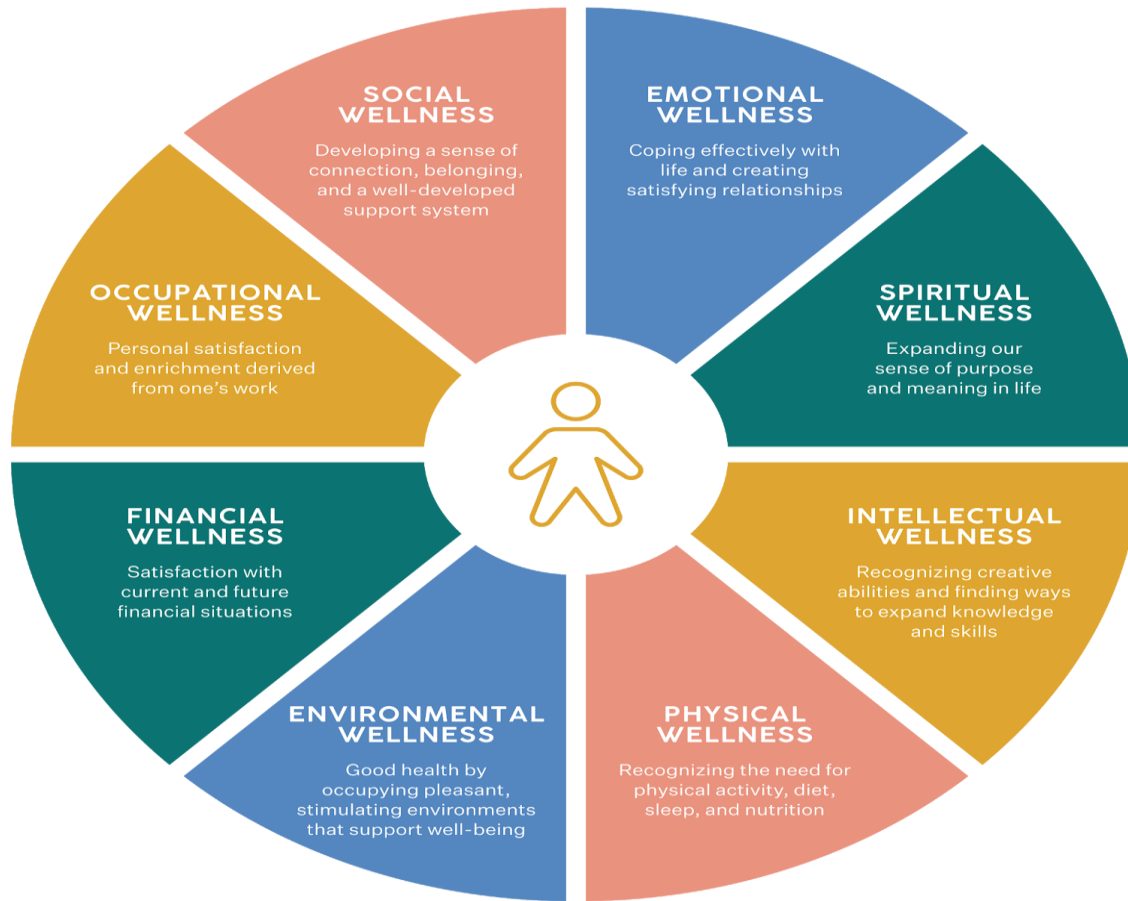 SOCIAL
WELLNESS
Developing a sense of
connection, belonging,
and a well-developed
support system
EMOTIONAL
WELLNESS
Coping effectively with
life and creating
satisfying relationships
OCCUPATIONAL
WELLNESS
Personal satisfaction
and enrichment derived
from one's work
SPIRITUAL
WELLNESS
Expanding our
sense of purpose
and meaning in life
FINANCIAL
WELLNESS
Satisfaction with
current and future
financial situations
INTELLECTUAL
WELLNESS
Recognizing creative
abilities and finding ways
to expand knowledge
and skills
ENVIRONMENTAL
WELLNESS
Good health by
occupying pleasant,
stimulating environments
that support well-being
PHYSICAL
WELLNESS
Recognizing the need for
physical activity, diet,
sleep, and nutrition